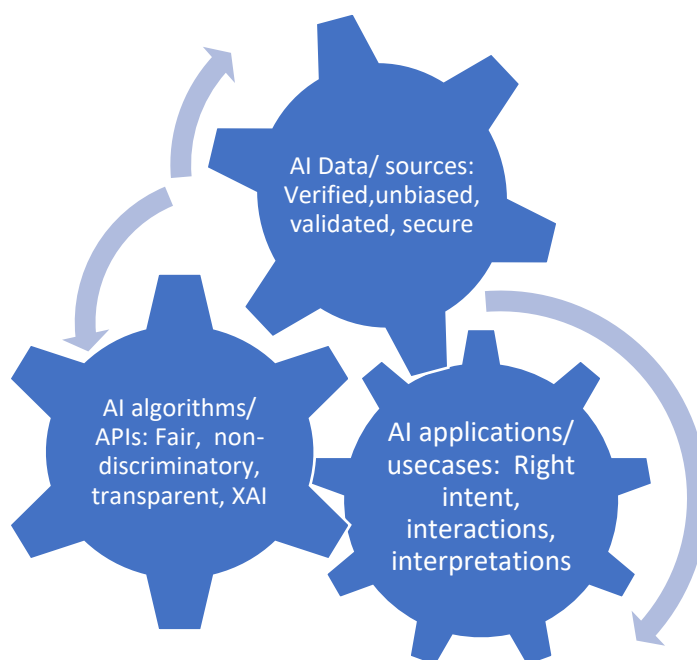 AI Data/ sources:
Verified,unbiased,
validated, secure
AI algorithms/
APIs: Fair, non-
discriminatory,
transparent, XAI
AI applications/
usecases: Right
intent,
interactions,
interpretations